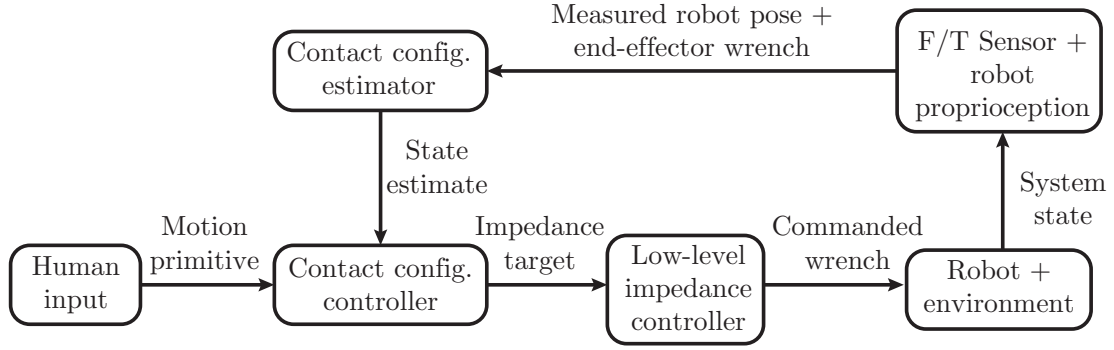 Measured robot pose +
end-effector wrench
Contact config.
estimator
F/T Sensor +
robot
proprioception
State
estimate
System
state
Motion
primitive
Impedance
target
Commanded
wrench
Human
input
Contact config.
controller
Low-level
impedance
controller
Robot +
environment